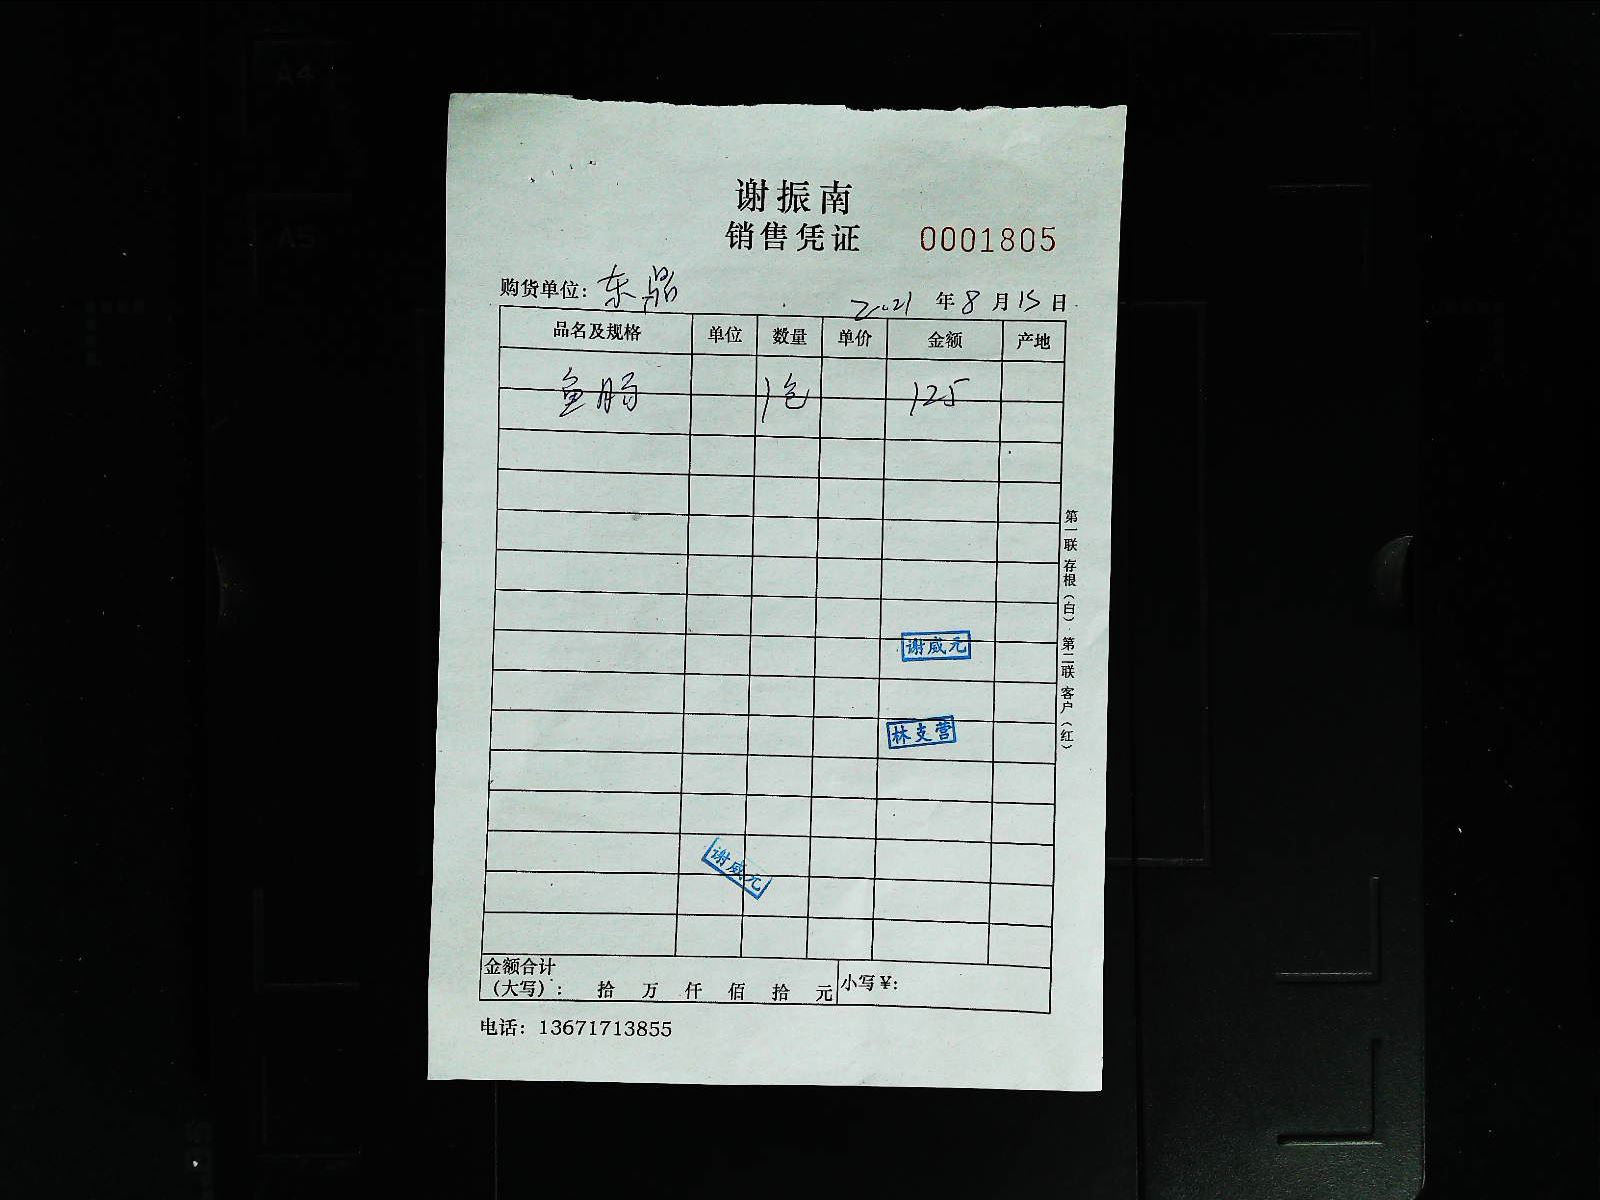 A4
A5
谢振南
销售凭证 0001805
购货单位: 东鼎 2021 年 8 月 15 日
品名及规格 单位 数量 单价 金额 产地
鱼肠 1包 125
谢威元
林支营
谢威元
第一联 存根（白） 第二联 客户（红）
金额合计
（大写）: 拾 万 仟 佰 拾 元 小写¥:
电话: 13671713855